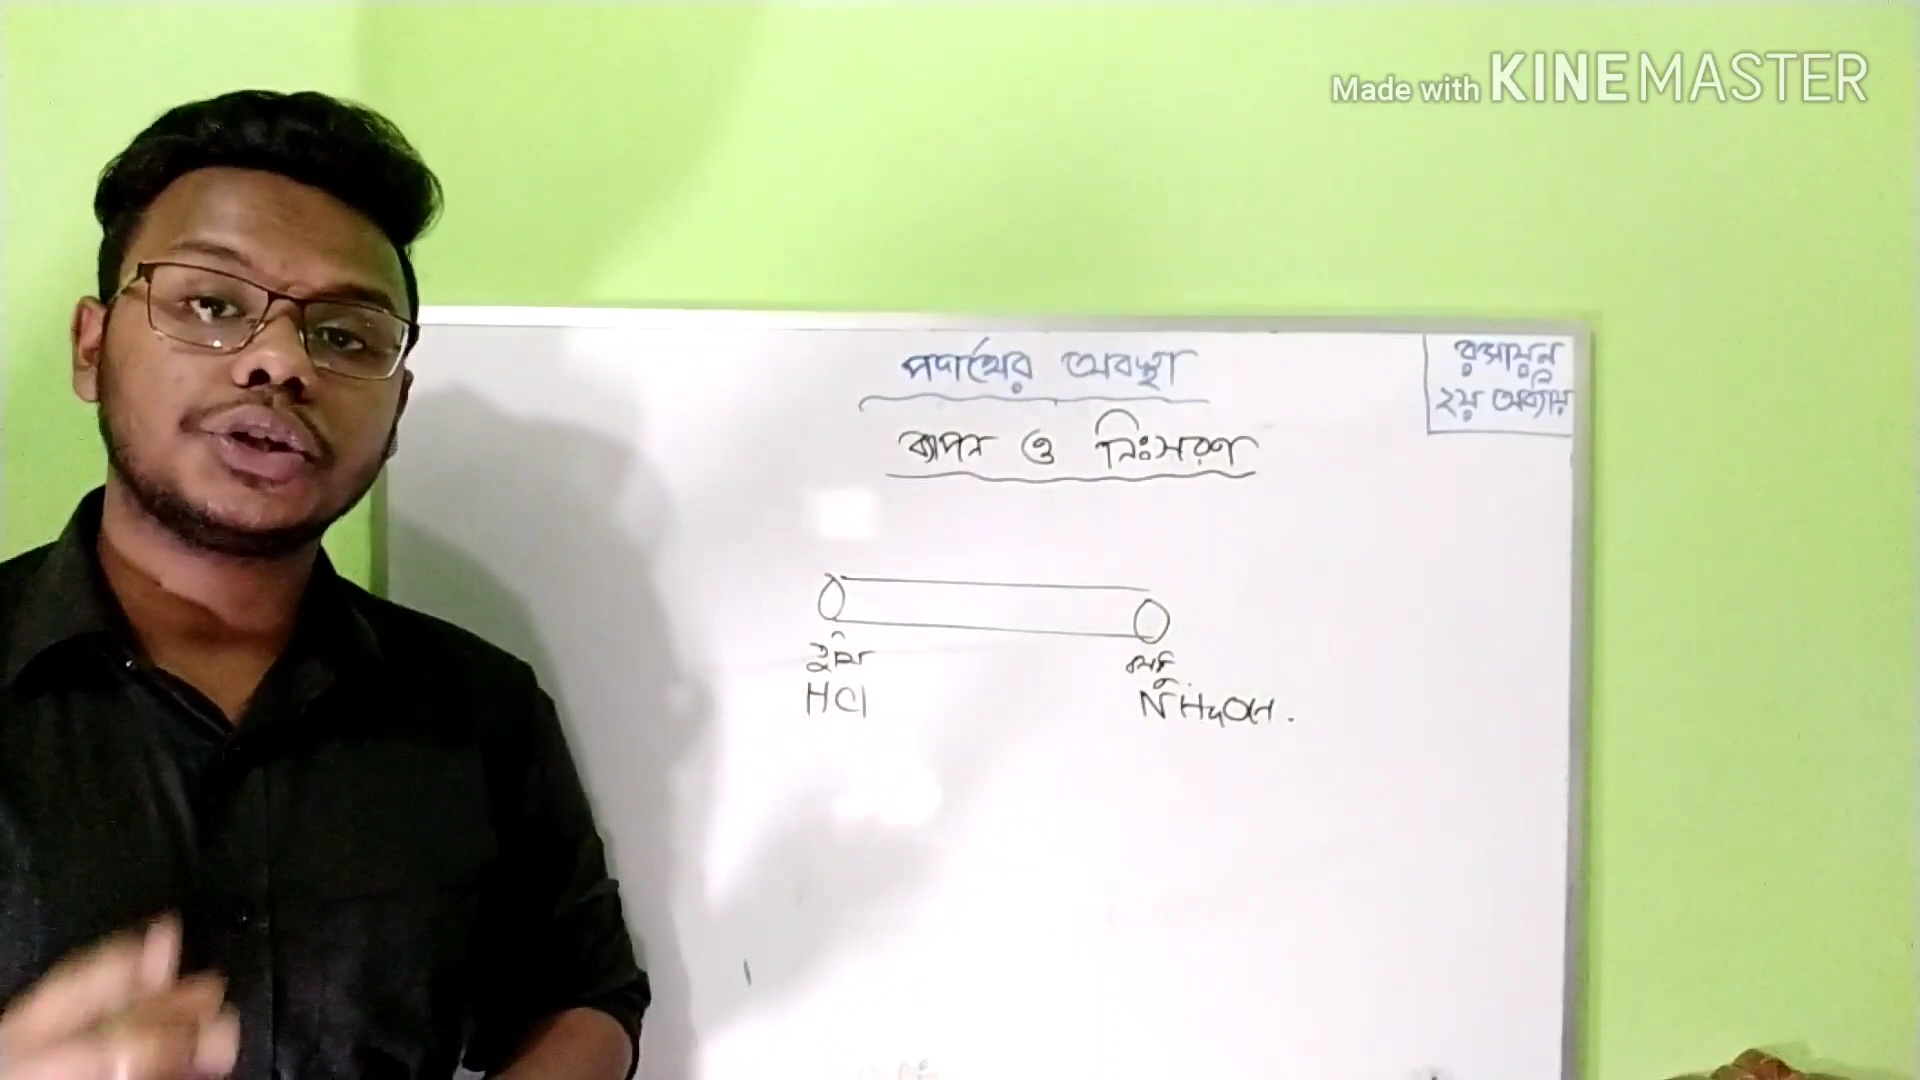 Made with KINEMASTER
পদার্থের অবস্থা
রসায়ন
২য় অধ্যায়
ব্যাপন ও নিঃসরণ
HCl
NH4OH.